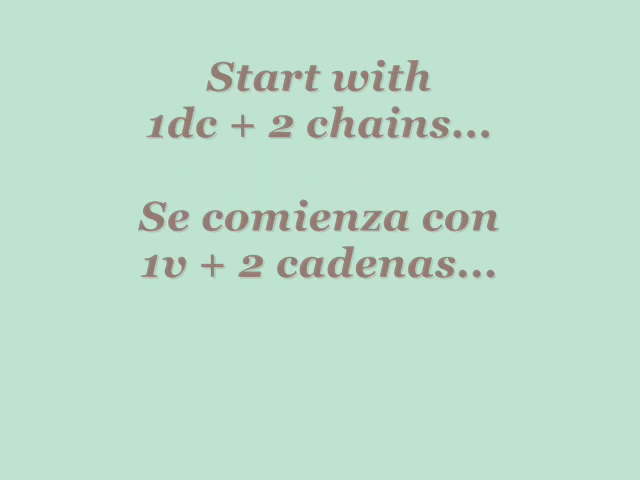 Start with
1dc + 2 chains...
Se comienza con
1v + 2 cadenas...